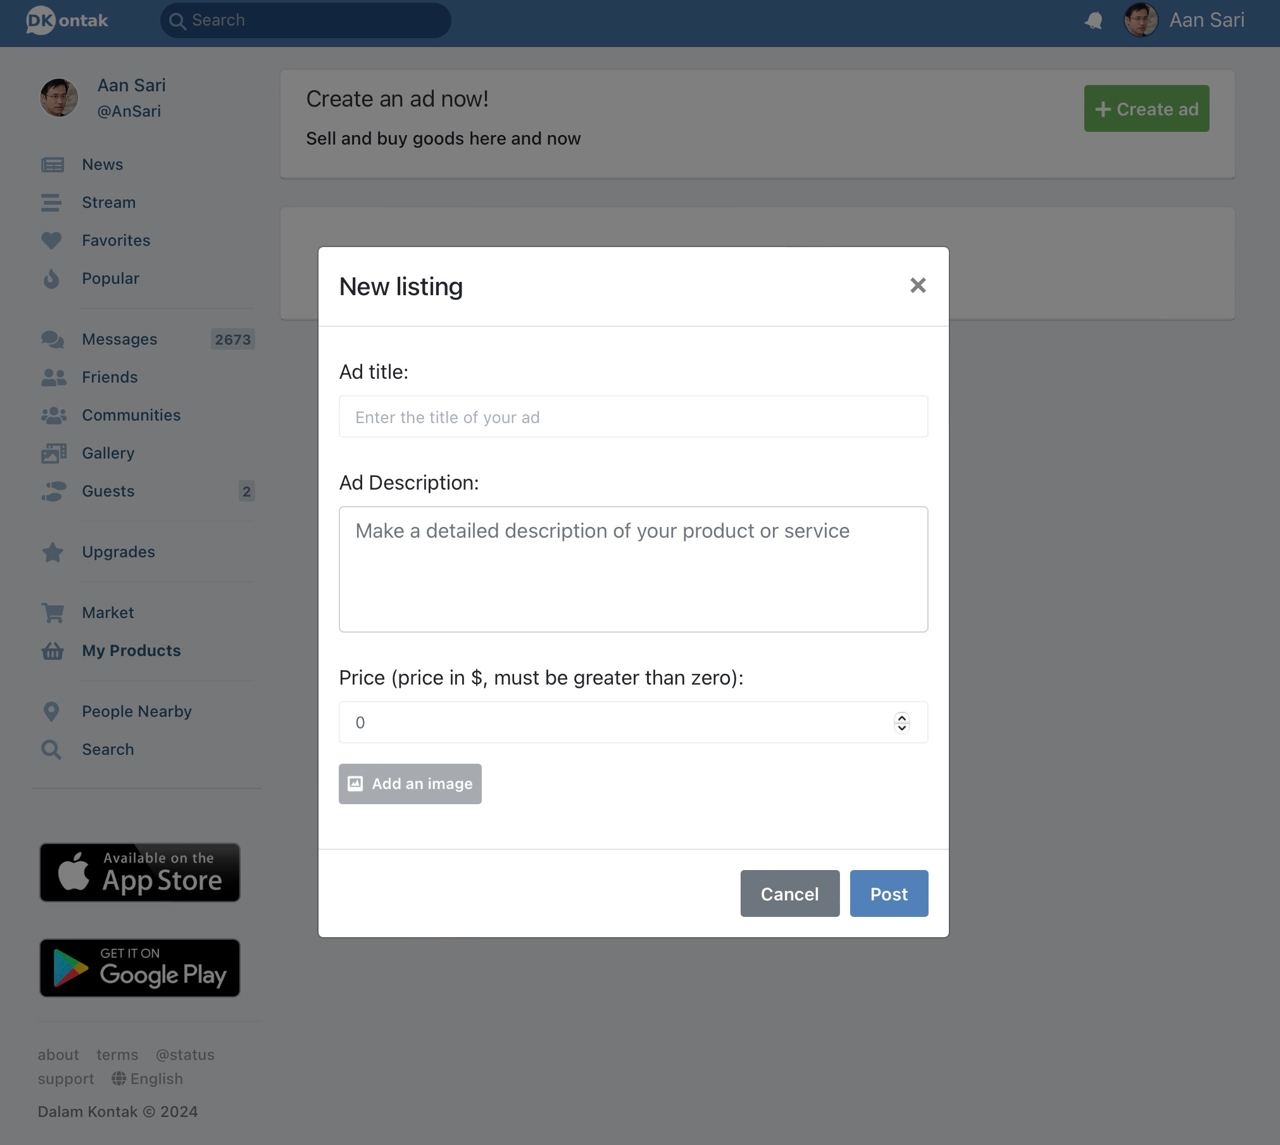 DKontak
Search
Aan Sari
Aan Sari
@AnSari
News
Stream
Favorites
Popular
Messages 2673
Friends
Communities
Gallery
Guests 2
Upgrades
Market
My Products
People Nearby
Search
Available on the
App Store
GET IT ON
Google Play
about terms @status
support English
Dalam Kontak © 2024
Create an ad now!
Sell and buy goods here and now
+ Create ad
New listing ×
Ad title:
Enter the title of your ad
Ad Description:
Make a detailed description of your product or service
Price (price in $, must be greater than zero):
0
Add an image
Cancel Post